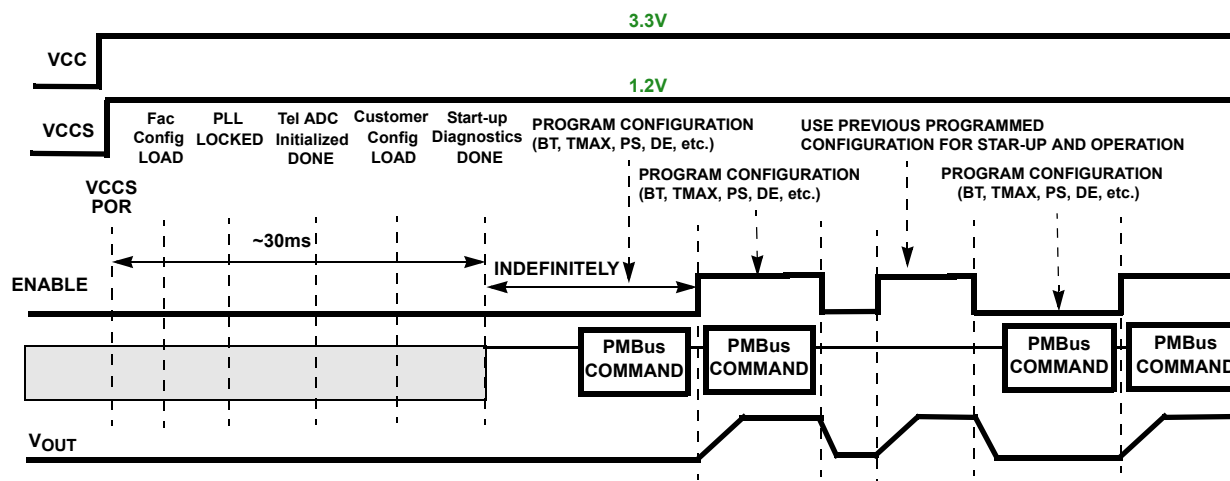 3.3V
VCC
1.2V
VCCS
Fac
Config
LOAD
PLL
LOCKED
Tel ADC
Initialized
DONE
Customer
Config
LOAD
Start-up
Diagnostics
DONE
PROGRAM CONFIGURATION
(BT, TMAX, PS, DE, etc.)
USE PREVIOUS PROGRAMMED
CONFIGURATION FOR STAR-UP AND OPERATION
PROGRAM CONFIGURATION
(BT, TMAX, PS, DE, etc.)
PROGRAM CONFIGURATION
(BT, TMAX, PS, DE, etc.)
VCCS
POR
~30ms
INDEFINITELY
ENABLE
PMBus
COMMAND
PMBus
COMMAND
PMBus
COMMAND
PMBus
COMMAND
VOUT